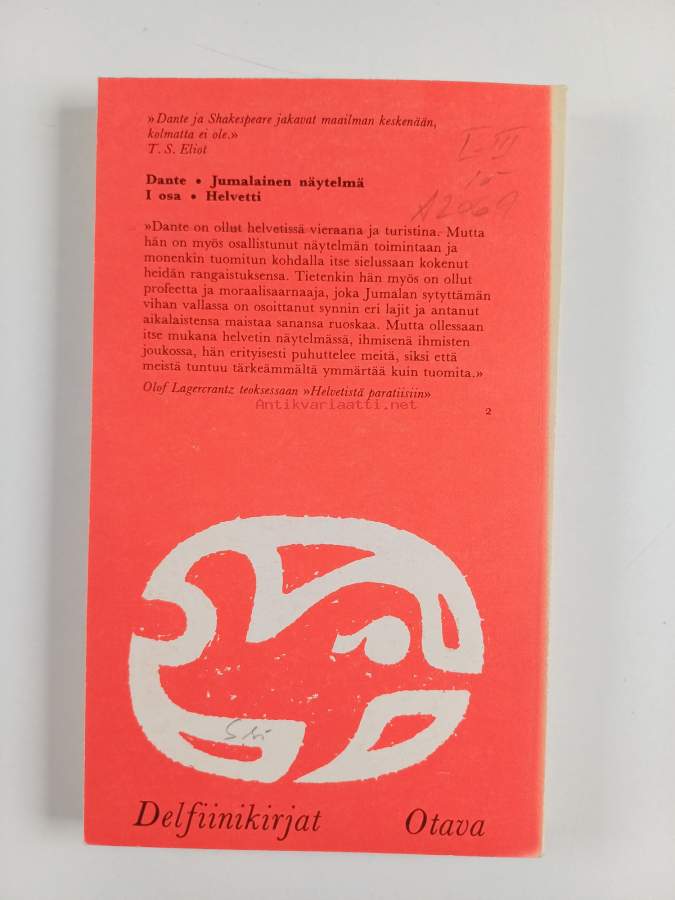 »Dante ja Shakespeare jakavat maailman keskenään,
kolmatta ei ole.»
T. S. Eliot
I-III
15
A2969
Dante • Jumalainen näytelmä
I osa • Helvetti
»Dante on ollut helvetissä vieraana ja turistina. Mutta
hän on myös osallistunut näytelmän toimintaan ja
monenkin tuomitun kohdalla itse sielussaan kokenut
heidän rangaistuksensa. Tietenkin hän myös on ollut
profeetta ja moraalisaarnaaja, joka Jumalan sytyttämän
vihan vallassa on osoittanut synnin eri lajit ja antanut
aikalaistensa maistaa sanansa ruoskaa. Mutta ollessaan
itse mukana helvetin näytelmässä, ihmisenä ihmisten
joukossa, hän erityisesti puhuttelee meitä, siksi että
meistä tuntuu tärkeämmältä ymmärtää kuin tuomita.»
Olof Lagercrantz teoksessaan »Helvetistä paratiisiin»
Antikvariaatti.net
2
Delfiinikirjat Otava